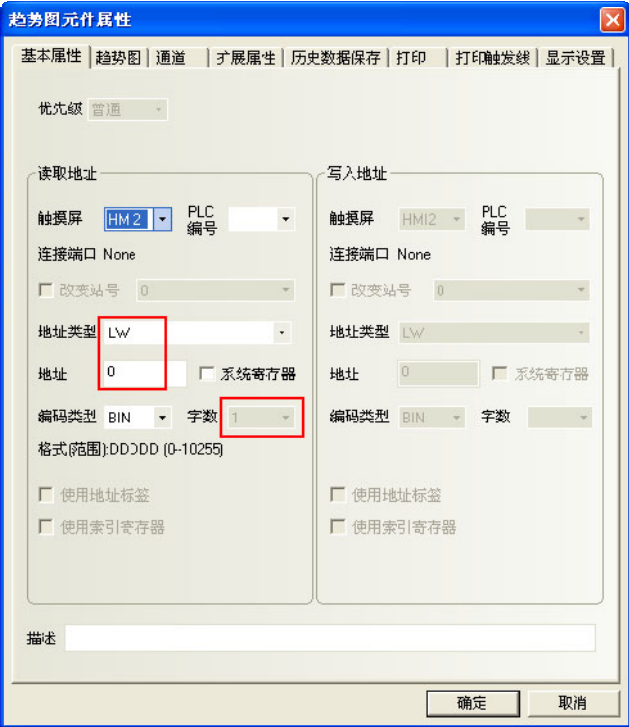 趋势图元件属性
基本属性 趋势图 通道 扩展属性 历史数据保存 打印 打印触发线 显示设置
优先级 普通
读取地址
触摸屏 HMI2 PLC 编号
连接端口 None
改变站号 0
地址类型 LW
地址 0 系统寄存器
编码类型 BIN 字数 1
格式(范围):DDDDD (0~10255)
使用地址标签
使用索引寄存器
写入地址
触摸屏 HMI2 PLC 编号
连接端口 None
改变站号 0
地址类型 LW
地址 0 系统寄存器
编码类型 BIN 字数
使用地址标签
使用索引寄存器
描述
确定 取消